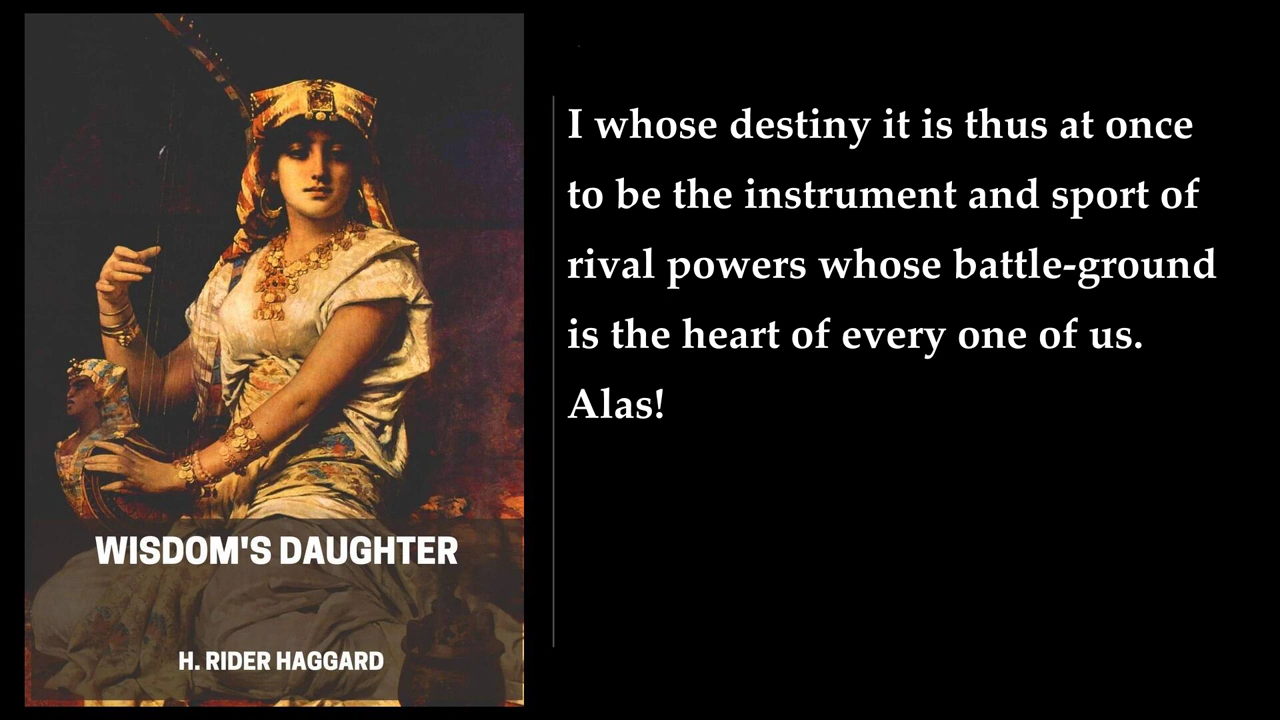 WISDOM'S DAUGHTER
H. RIDER HAGGARD
I whose destiny it is thus at once
to be the instrument and sport of
rival powers whose battle-ground
is the heart of every one of us.
Alas!